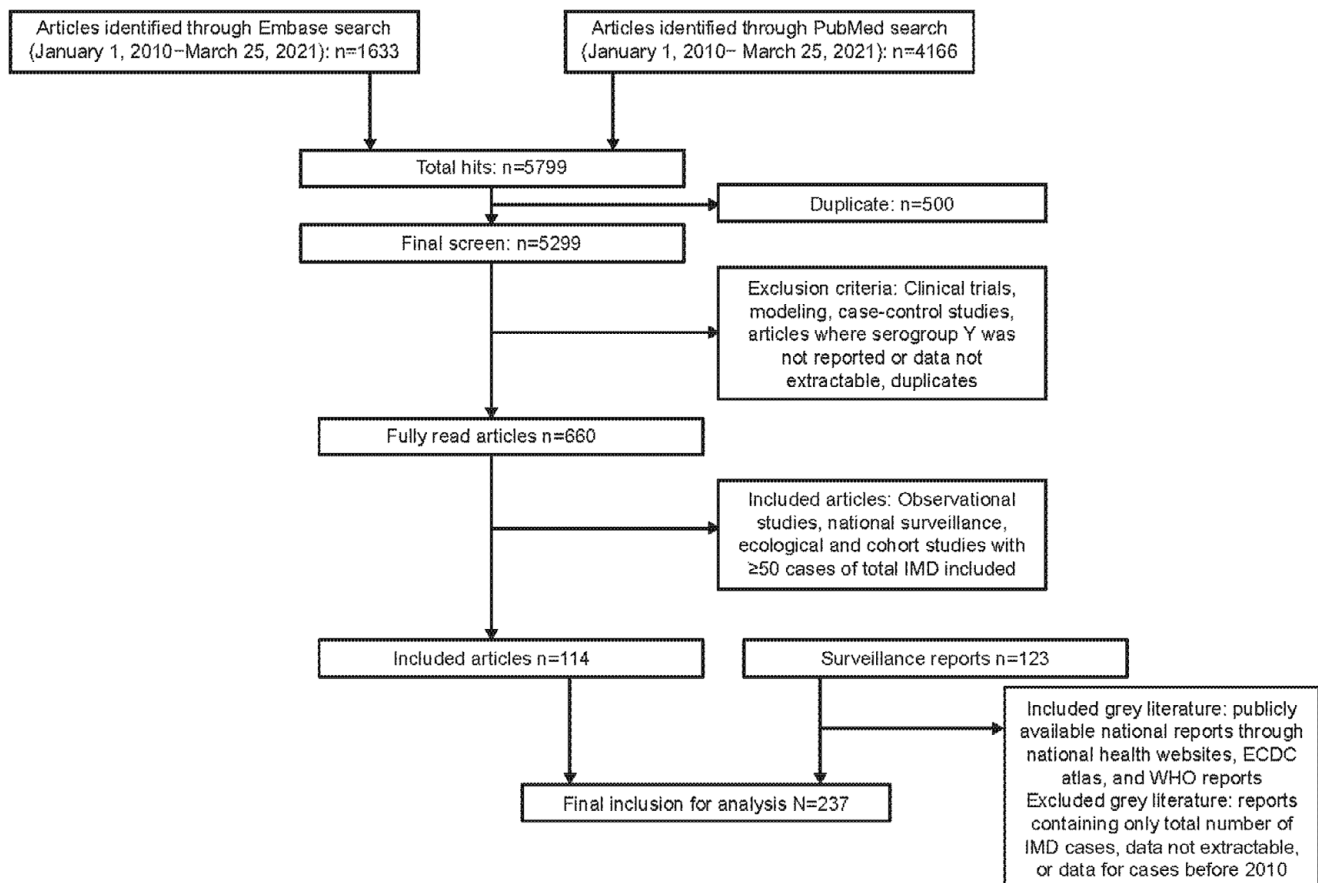 Articles identified through Embase search
(January 1, 2010–March 25, 2021): n=1633
Articles identified through PubMed search
(January 1, 2010– March 25, 2021): n=4166
Total hits: n=5799
Duplicate: n=500
Final screen: n=5299
Exclusion criteria: Clinical trials,
modeling, case-control studies,
articles where serogroup Y was
not reported or data not
extractable, duplicates
Fully read articles n=660
Included articles: Observational
studies, national surveillance,
ecological and cohort studies with
≥50 cases of total IMD included
Included articles n=114
Surveillance reports n=123
Included grey literature: publicly
available national reports through
national health websites, ECDC
atlas, and WHO reports
Excluded grey literature: reports
containing only total number of
IMD cases, data not extractable,
or data for cases before 2010
Final inclusion for analysis N=237